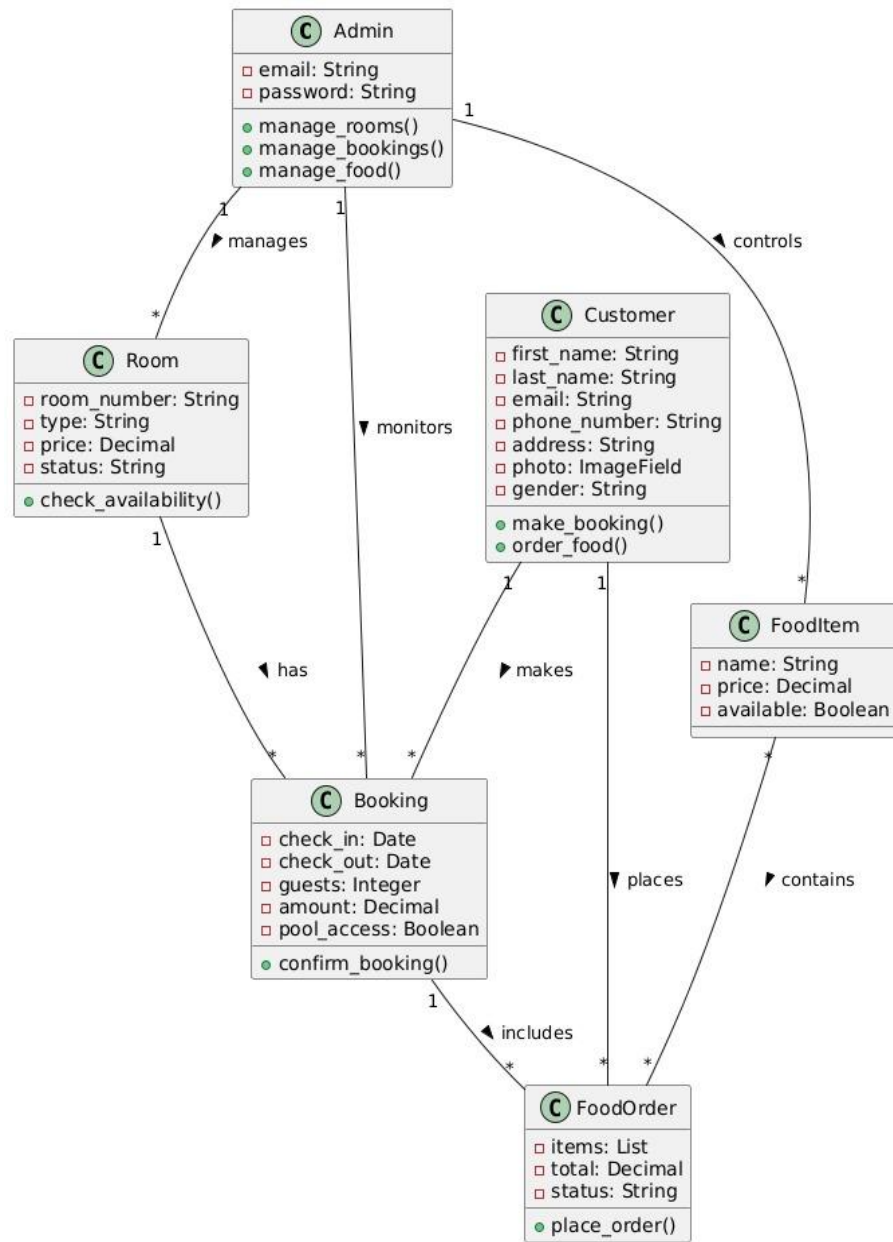 C Admin
email: String
password: String
manage_rooms()
manage_bookings()
manage_food()
1
1
1
manages
controls
*
C Room
room_number: String
type: String
price: Decimal
status: String
check_availability()
1
monitors
C Customer
first_name: String
last_name: String
email: String
phone_number: String
address: String
photo: ImageField
gender: String
make_booking()
order_food()
1
1
*
C FoodItem
name: String
price: Decimal
available: Boolean
*
has
makes
*
*
*
C Booking
check_in: Date
check_out: Date
guests: Integer
amount: Decimal
pool_access: Boolean
confirm_booking()
1
places
contains
includes
*
*
*
C FoodOrder
items: List
total: Decimal
status: String
place_order()